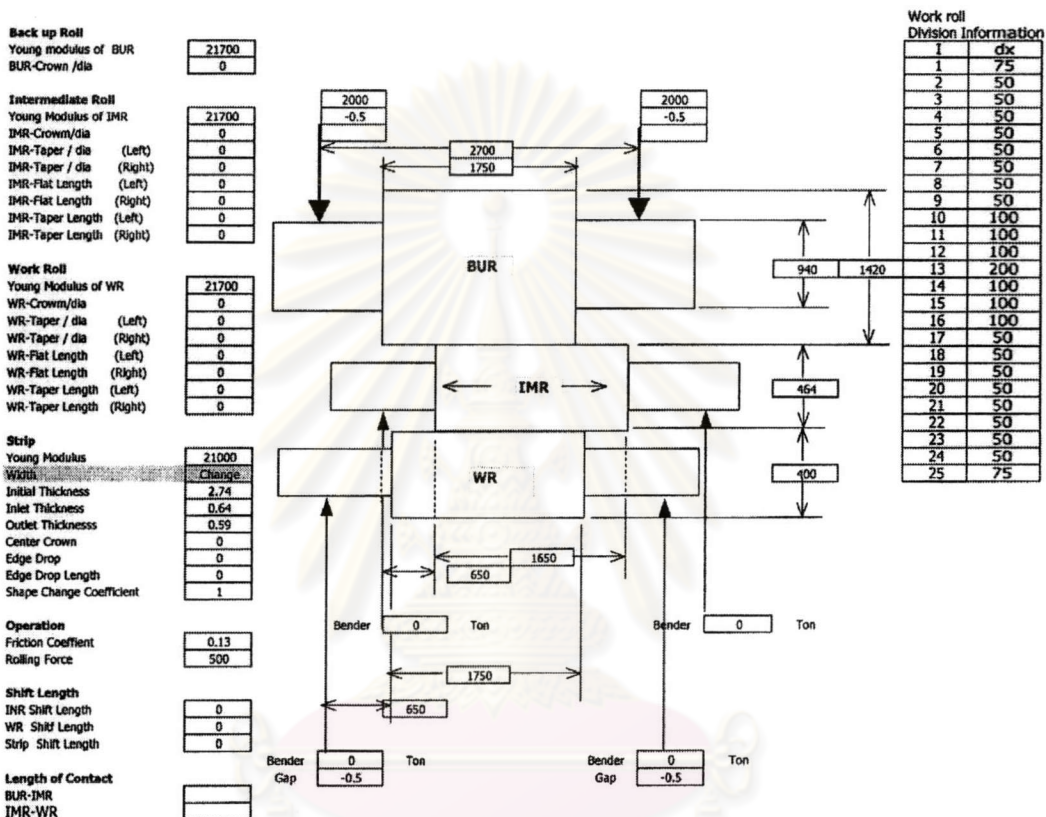 Back up Roll
Young modulus of BUR 21700
BUR-Crown /dia 0
Intermediate Roll
Young Modulus of IMR 21700
IMR-Crowm/dia 0
IMR-Taper / dia (Left) 0
IMR-Taper / dia (Right) 0
IMR-Flat Length (Left) 0
IMR-Flat Length (Right) 0
IMR-Taper Length (Left) 0
IMR-Taper Length (Right) 0
Work Roll
Young Modulus of WR 21700
WR-Crowm/dia 0
WR-Taper / dia (Left) 0
WR-Taper / dia (Right) 0
WR-Flat Length (Left) 0
WR-Flat Length (Right) 0
WR-Taper Length (Left) 0
WR-Taper Length (Right) 0
Strip
Young Modulus 21000
Width Change
Initial Thickness 2.74
Inlet Thickness 0.64
Outlet Thicknesss 0.59
Center Crown 0
Edge Drop 0
Edge Drop Length 0
Shape Change Coefficient 1
Operation
Friction Coeffient 0.13
Rolling Force 500
Shift Length
INR Shift Length 0
WR Shitf Length 0
Strip Shift Length 0
Length of Contact
BUR-IMR
IMR-WR
2000
-0.5
2000
-0.5
2700
1750
BUR
940 1420
IMR
464
WR
400
1650
650
Bender 0 Ton
Bender 0 Ton
1750
650
Bender 0 Ton
Gap -0.5
Bender 0 Ton
Gap -0.5
Work roll
Division Information
I dx
1 75
2 50
3 50
4 50
5 50
6 50
7 50
8 50
9 50
10 100
11 100
12 100
13 200
14 100
15 100
16 100
17 50
18 50
19 50
20 50
21 50
22 50
23 50
24 50
25 75